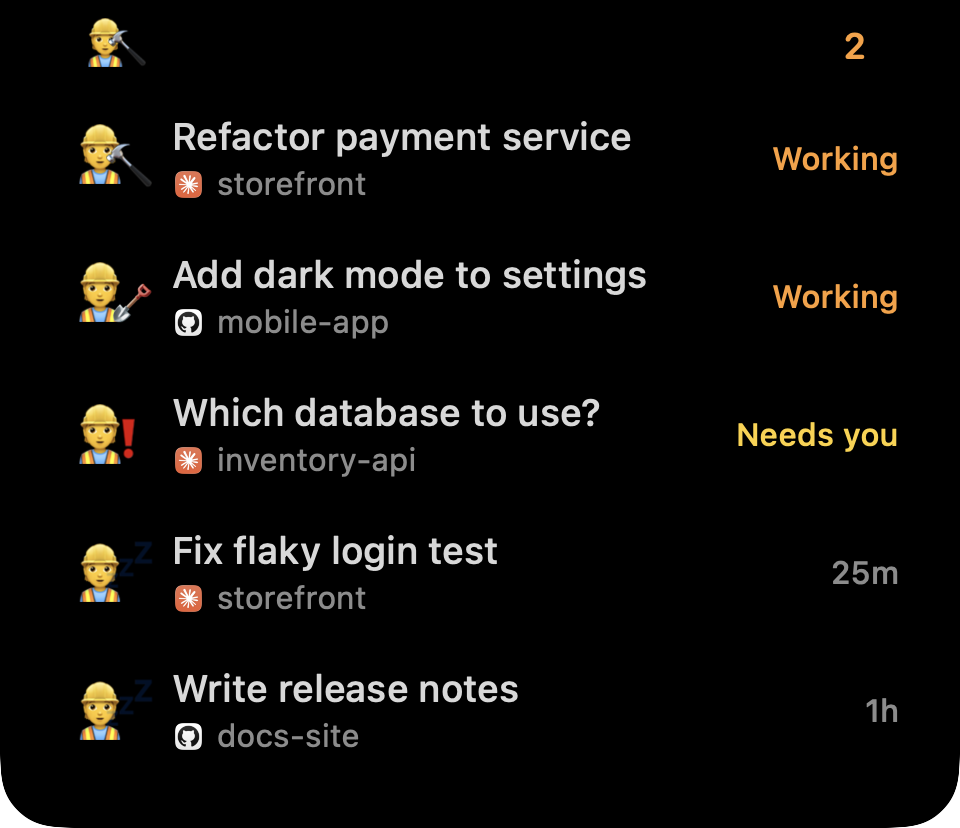 2
Refactor payment service
Working
storefront
Add dark mode to settings
Working
mobile-app
Which database to use?
Needs you
inventory-api
Fix flaky login test
25m
storefront
Write release notes
1h
docs-site